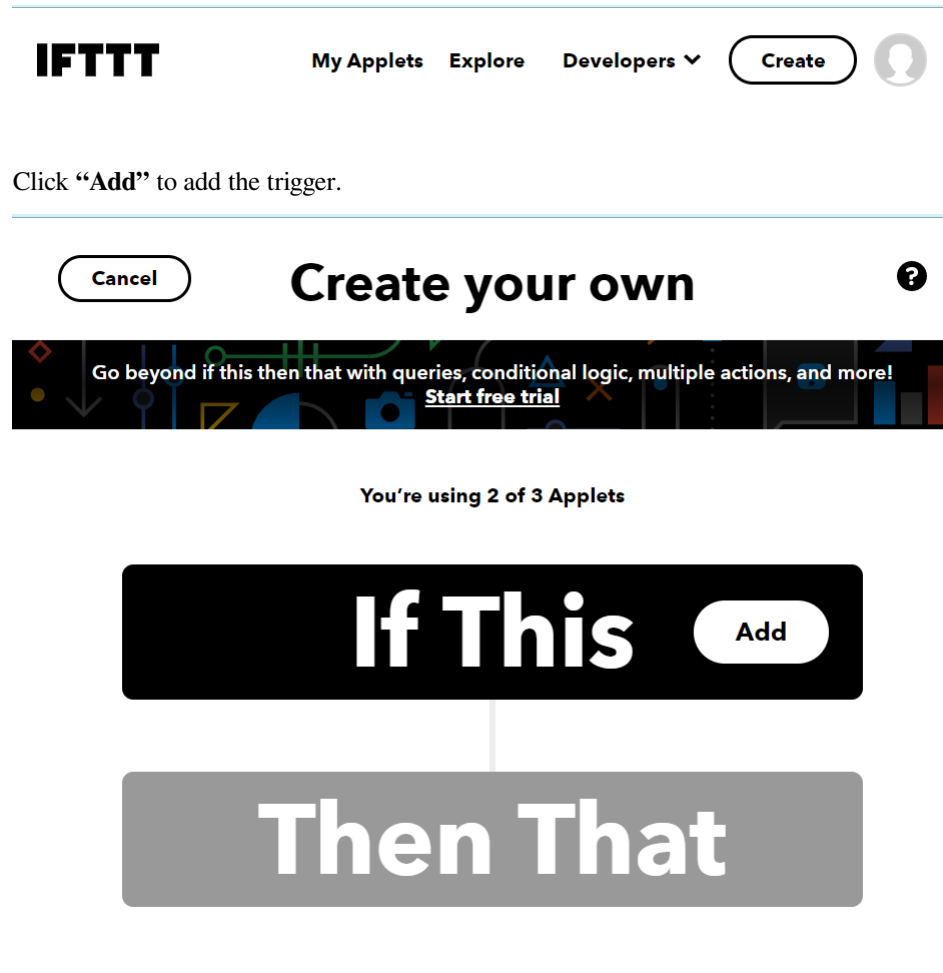 IFTTT My Applets Explore Developers Create
Click “Add” to add the trigger.
Cancel Create your own ?
Go beyond if this then that with queries, conditional logic, multiple actions, and more!
Start free trial
You’re using 2 of 3 Applets
If This Add
Then That